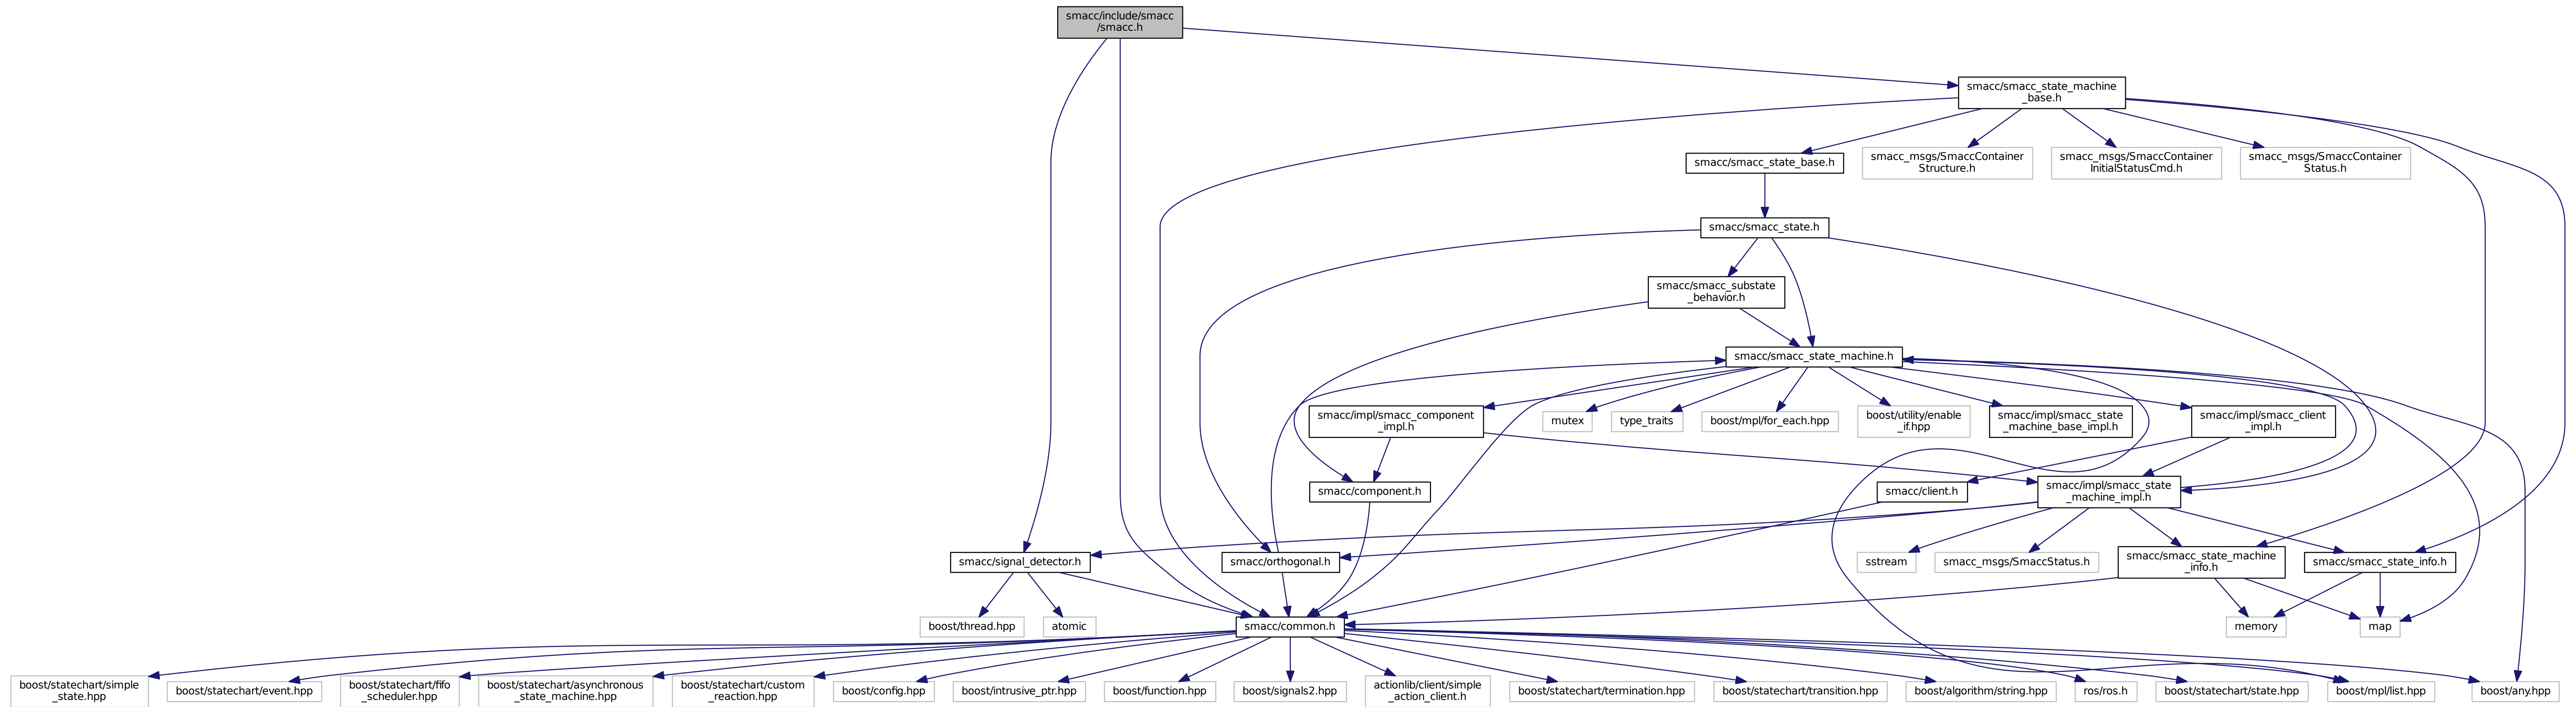 smacc/include/smacc
/smacc.h
smacc/smacc_state_machine
_base.h
smacc/smacc_state_base.h
smacc_msgs/SmaccContainer
Structure.h
smacc_msgs/SmaccContainer
InitialStatusCmd.h
smacc_msgs/SmaccContainer
Status.h
smacc/smacc_state.h
smacc/smacc_substate
_behavior.h
smacc/smacc_state_machine.h
smacc/impl/smacc_component
_impl.h
mutex
type_traits
boost/mpl/for_each.hpp
boost/utility/enable
_if.hpp
smacc/impl/smacc_state
_machine_base_impl.h
smacc/impl/smacc_client
_impl.h
smacc/component.h
smacc/client.h
smacc/impl/smacc_state
_machine_impl.h
smacc/signal_detector.h
smacc/orthogonal.h
sstream
smacc_msgs/SmaccStatus.h
smacc/smacc_state_machine
_info.h
smacc/smacc_state_info.h
boost/thread.hpp
atomic
smacc/common.h
memory
map
boost/statechart/simple
_state.hpp
boost/statechart/event.hpp
boost/statechart/fifo
_scheduler.hpp
boost/statechart/asynchronous
_state_machine.hpp
boost/statechart/custom
_reaction.hpp
boost/config.hpp
boost/intrusive_ptr.hpp
boost/function.hpp
boost/signals2.hpp
actionlib/client/simple
_action_client.h
boost/statechart/termination.hpp
boost/statechart/transition.hpp
boost/algorithm/string.hpp
ros/ros.h
boost/statechart/state.hpp
boost/mpl/list.hpp
boost/any.hpp